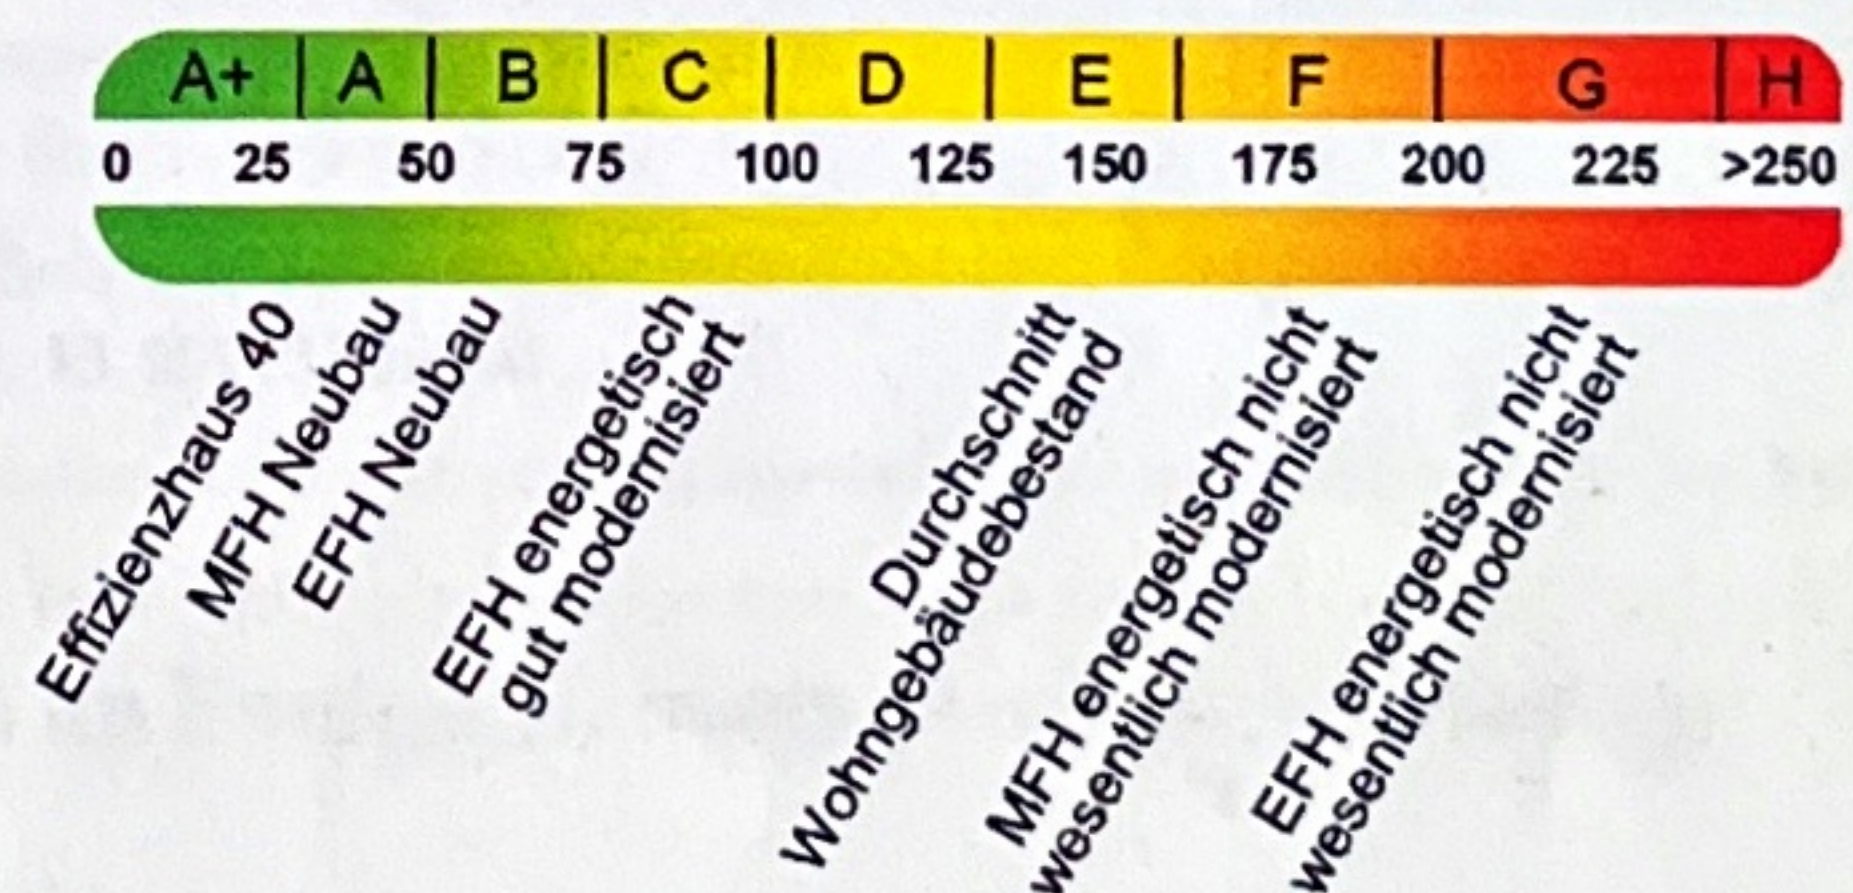 A+ A B C D E F G H
0 25 50 75 100 125 150 175 200 225 >250
Effizienzhaus 40
MFH Neubau
EFH Neubau
EFH energetisch
gut modernisiert
Durchschnitt
Wohngebäudebestand
MFH energetisch nicht
wesentlich modernisiert
EFH energetisch nicht
wesentlich modernisiert